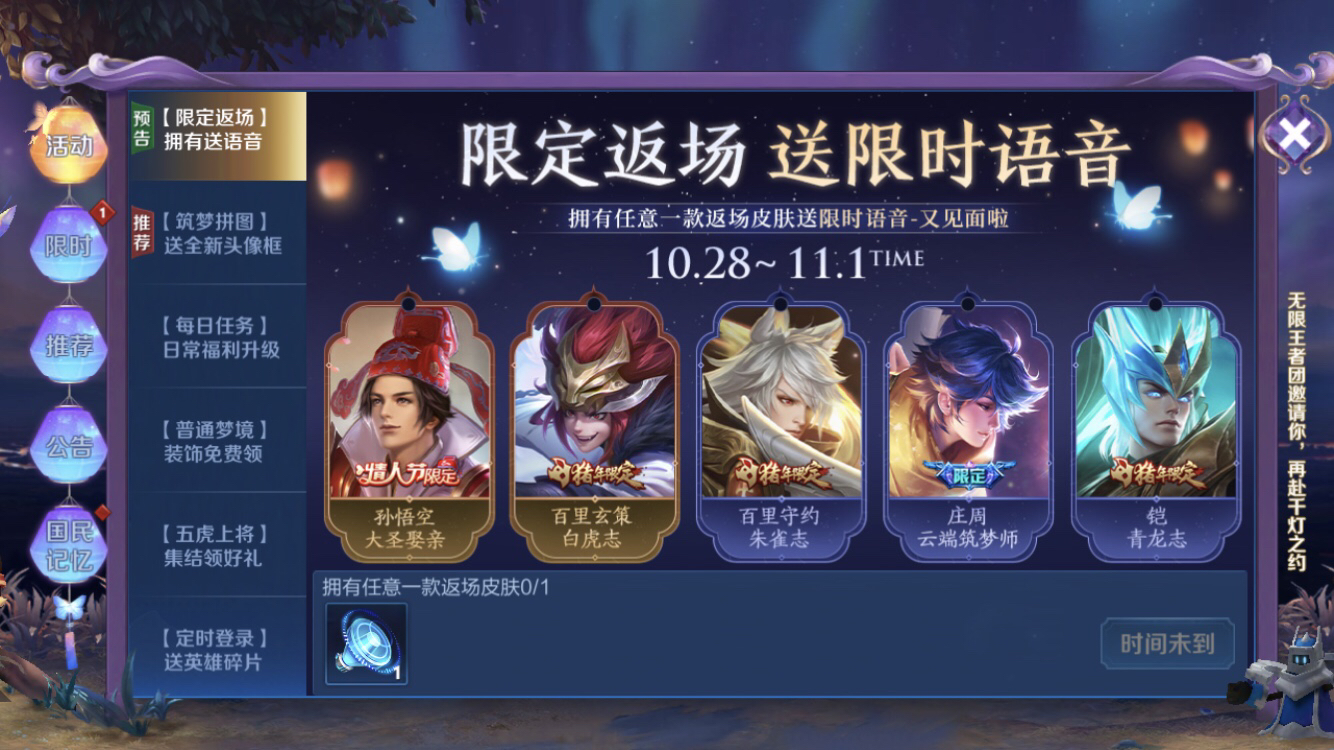 活动
限时
1
推荐
公告
国民
记忆
预告
【限定返场】
拥有送语音
推荐
【筑梦拼图】
送全新头像框
【每日任务】
日常福利升级
【普通梦境】
装饰免费领
【五虎上将】
集结领好礼
【定时登录】
送英雄碎片
限定返场 送限时语音
拥有任意一款返场皮肤送限时语音-又见面啦
10.28~11.1TIME
情人节限定
孙悟空
大圣娶亲
猪年限定
百里玄策
白虎志
猪年限定
百里守约
朱雀志
限定
庄周
云端筑梦师
猪年限定
铠
青龙志
拥有任意一款返场皮肤0/1
1
时间未到
无限王者团邀请你，再赴千灯之约